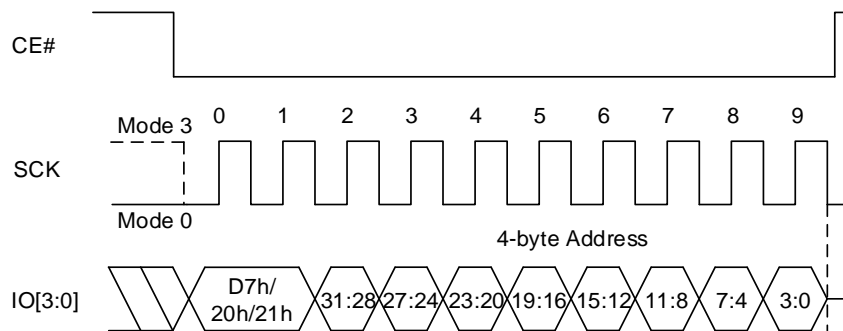 CE#
Mode 3
0 1 2 3 4 5 6 7 8 9
SCK
Mode 0
4-byte Address
IO[3:0]
D7h/
20h/21h
31:28 27:24 23:20 19:16 15:12 11:8 7:4 3:0